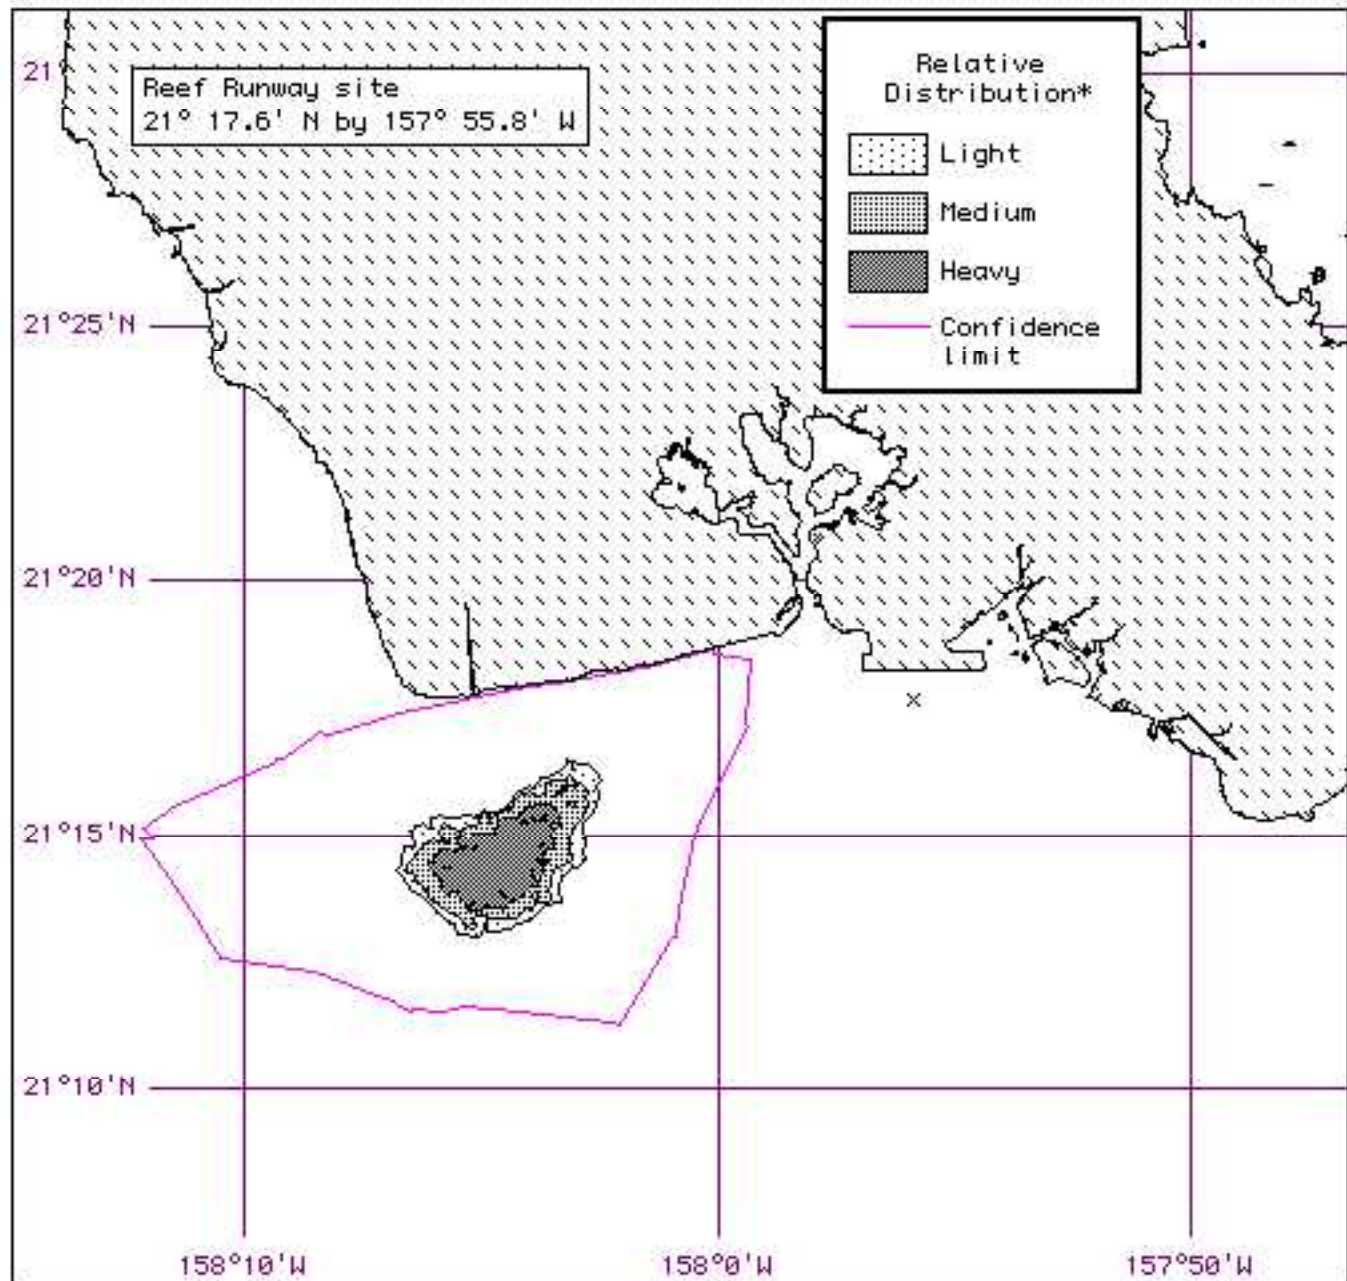 21
Reef Runway site
21° 17.6' N by 157° 55.8' W
Relative
Distribution*
Light
Medium
Heavy
Confidence
limit
21°25'N
21°20'N
21°15'N
21°10'N
158°10'W
158°0'W
157°50'W